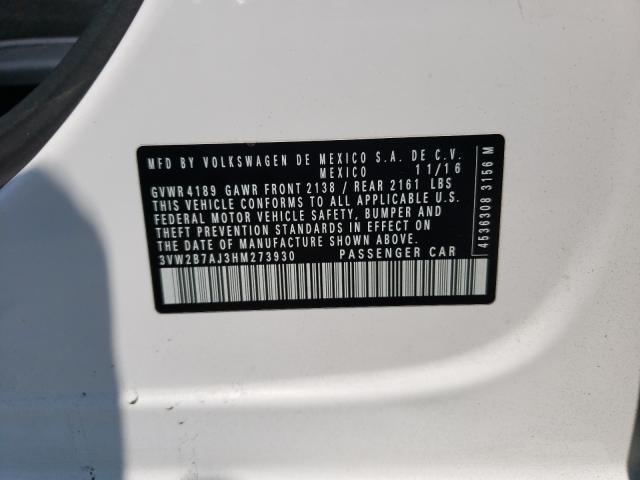 MFD BY VOLKSWAGEN DE MEXICO S.A. DE C.V.
MEXICO 11/16
GVWR 4189 GAWR FRONT 2138 / REAR 2161 LBS
THIS VEHICLE CONFORMS TO ALL APPLICABLE U.S.
FEDERAL MOTOR VEHICLE SAFETY, BUMPER AND
THEFT PREVENTION STANDARDS IN EFFECT ON
THE DATE OF MANUFACTURE SHOWN ABOVE.
3VW2B7AJ3HM273930 PASSENGER CAR
4536308 3156 M